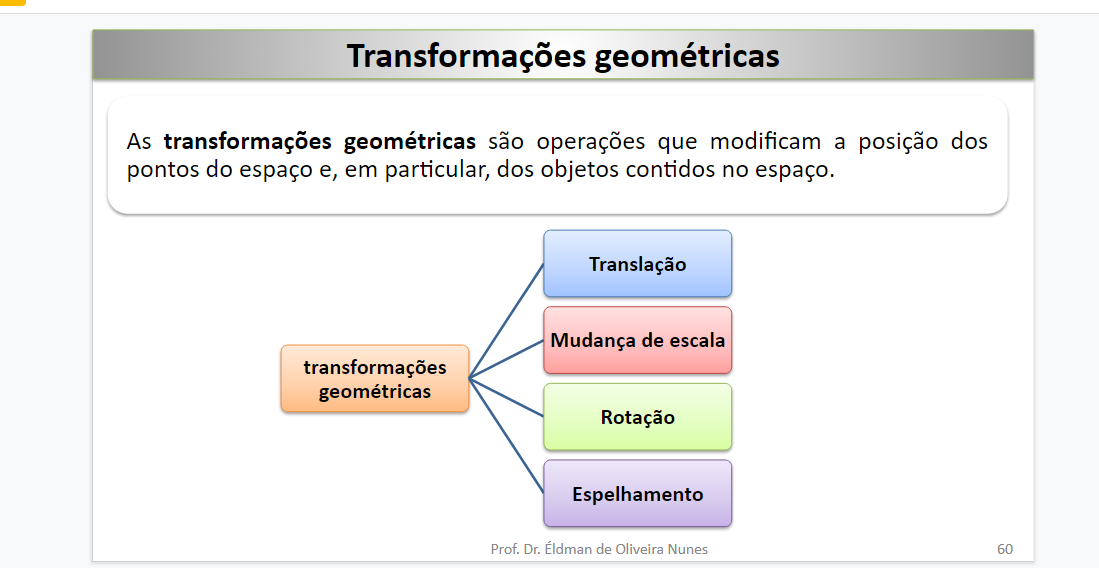 Transformações geométricas
As transformações geométricas são operações que modificam a posição dos
pontos do espaço e, em particular, dos objetos contidos no espaço.
Translação
Mudança de escala
transformações
geométricas
Rotação
Espelhamento
Prof. Dr. Éldman de Oliveira Nunes
60